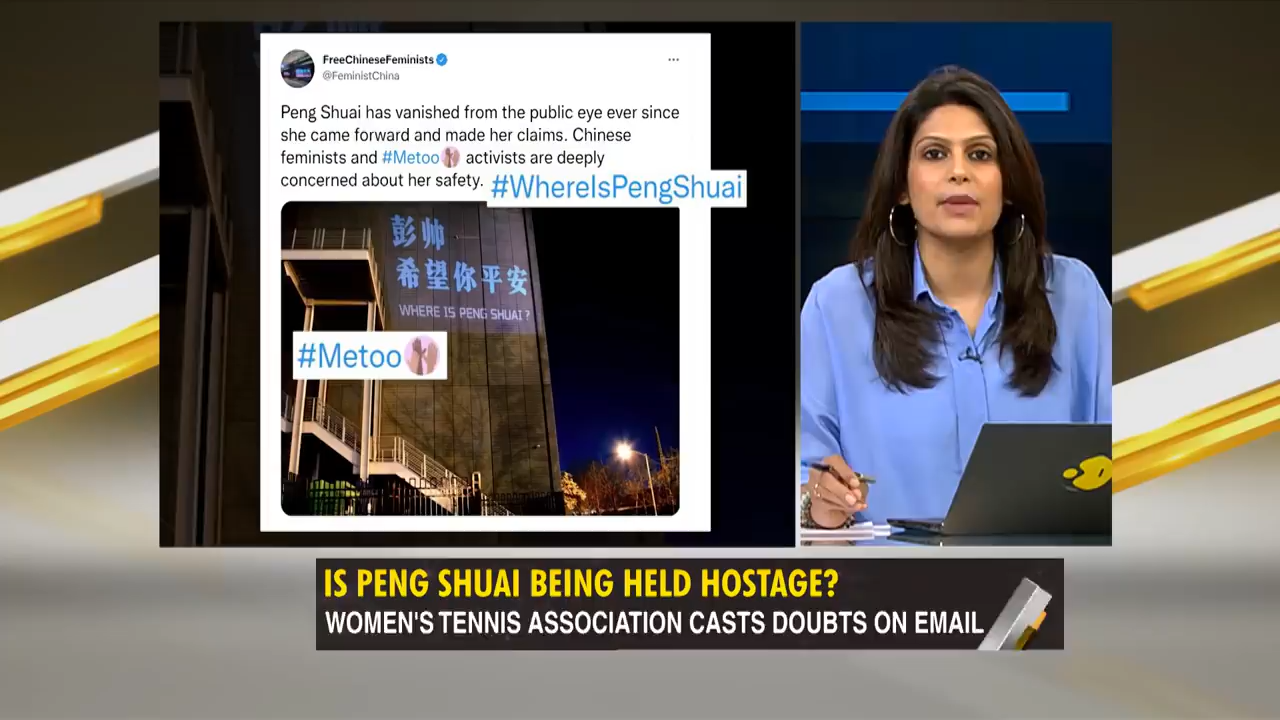 FreeChineseFeminists
@FeministChina
Peng Shuai has vanished from the public eye ever since
she came forward and made her claims. Chinese
feminists and #Metoo activists are deeply
concerned about her safety. #WhereIsPengShuai
彭帅
希望你平安
WHERE IS PENG SHUAI?
#Metoo
IS PENG SHUAI BEING HELD HOSTAGE?
WOMEN'S TENNIS ASSOCIATION CASTS DOUBTS ON EMAIL